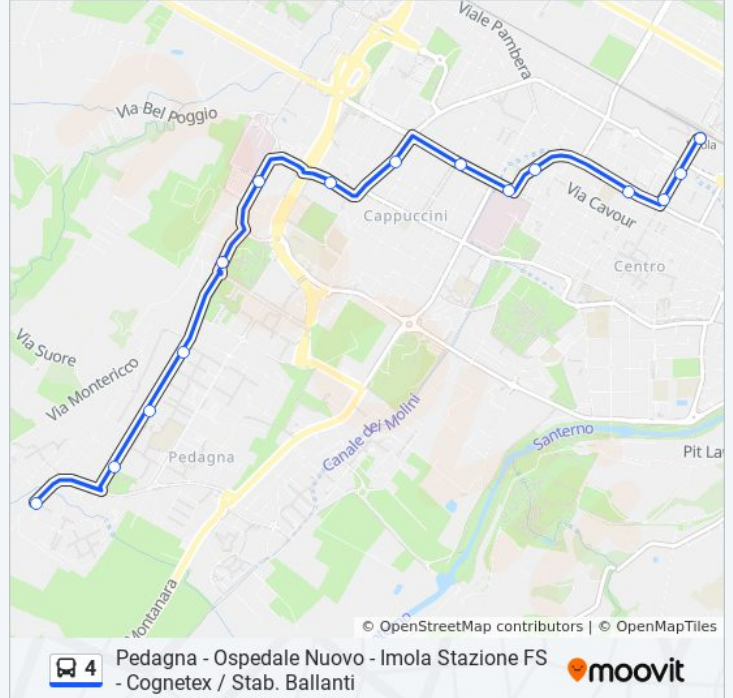 Viale Pambera
Via Bel Poggio
ola
Cappuccini
Via Cavour
Centro
Via Suore
Via Montericco
Canale dei Molini
Santerno
Pit La
Pedagna
Montanara
© OpenStreetMap contributors | © OpenMapTiles
4
Pedagna - Ospedale Nuovo - Imola Stazione FS
- Cognetex / Stab. Ballanti
moovit